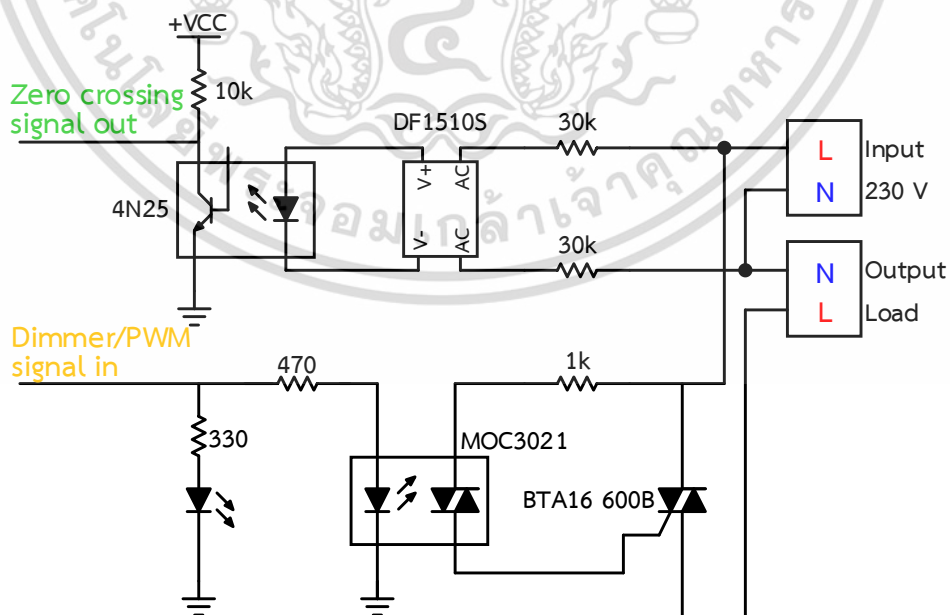 +VCC
10k
Zero crossing
signal out
DF1510S
30k
V+
AC
L
Input
N
230 V
4N25
V-
AC
30k
N
Output
L
Load
Dimmer/PWM
signal in
470
1k
330
MOC3021
BTA16 600B